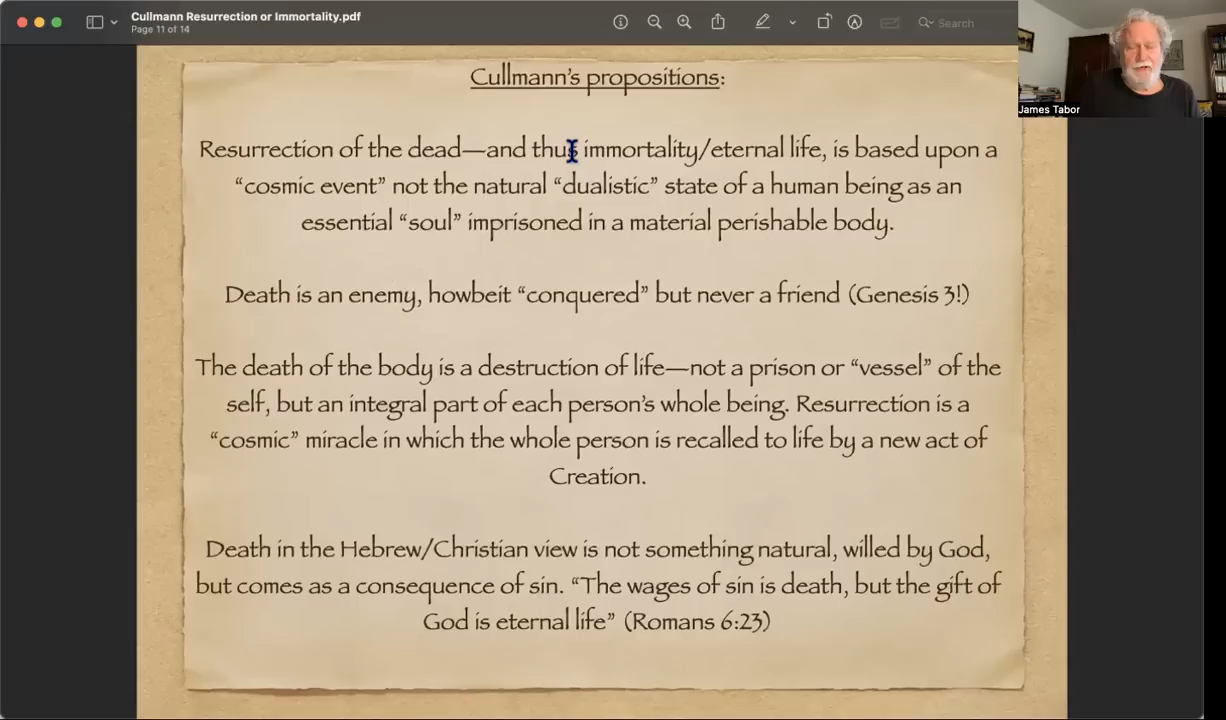 Cullmann Resurrection or Immortality.pdf
Page 11 of 14
Search
James Tabor
Cullmann's propositions:
Resurrection of the dead—and thus immortality/eternal life, is based upon a
“cosmic event” not the natural “dualistic” state of a human being as an
essential “soul” imprisoned in a material perishable body.
Death is an enemy, howbeit “conquered” but never a friend (Genesis 3!)
The death of the body is a destruction of life—not a prison or “vessel” of the
self, but an integral part of each person's whole being. Resurrection is a
“cosmic” miracle in which the whole person is recalled to life by a new act of
Creation.
Death in the Hebrew/Christian view is not something natural, willed by God,
but comes as a consequence of sin. “The wages of sin is death, but the gift of
God is eternal life” (Romans 6:23)